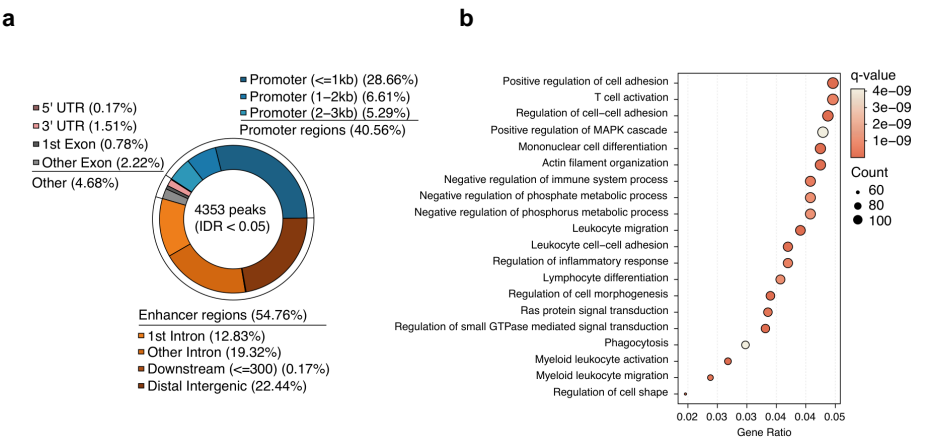 a
Promoter (<=1kb) (28.66%)
Promoter (1−2kb) (6.61%)
Promoter (2−3kb) (5.29%)
Promoter regions (40.56%)
5' UTR (0.17%)
3' UTR (1.51%)
1st Exon (0.78%)
Other Exon (2.22%)
Other (4.68%)
4353 peaks
(IDR < 0.05)
Enhancer regions (54.76%)
1st Intron (12.83%)
Other Intron (19.32%)
Downstream (<=300) (0.17%)
Distal Intergenic (22.44%)
b
Positive regulation of cell adhesion
T cell activation
Regulation of cell−cell adhesion
Positive regulation of MAPK cascade
Mononuclear cell differentiation
Actin filament organization
Negative regulation of immune system process
Negative regulation of phosphate metabolic process
Negative regulation of phosphorus metabolic process
Leukocyte migration
Leukocyte cell−cell adhesion
Regulation of inflammatory response
Lymphocyte differentiation
Regulation of cell morphogenesis
Ras protein signal transduction
Regulation of small GTPase mediated signal transduction
Phagocytosis
Myeloid leukocyte activation
Myeloid leukocyte migration
Regulation of cell shape
0.02 0.03 0.03 0.04 0.04 0.05
Gene Ratio
q-value
4e−09
3e−09
2e−09
1e−09
Count
60
80
100